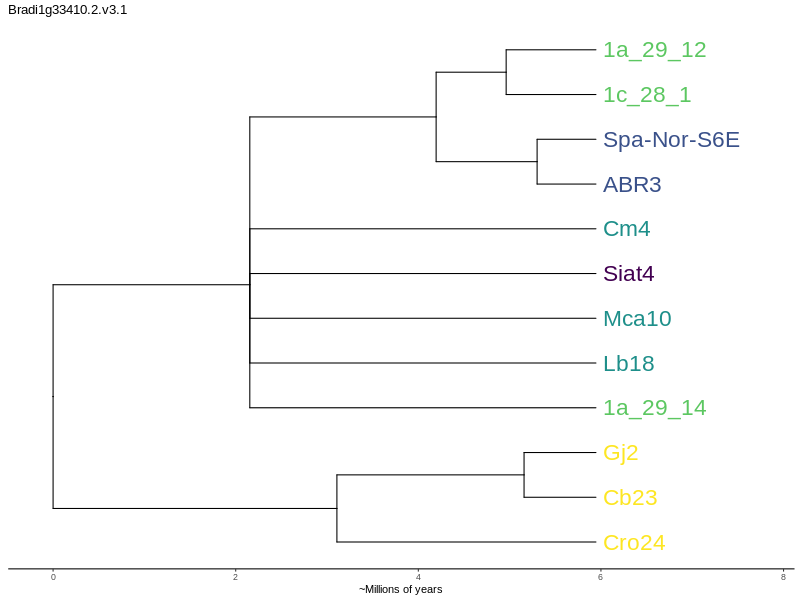 Bradi1g33410.2.v3.1
1a_29_12
1c_28_1
Spa-Nor-S6E
ABR3
Cm4
Siat4
Mca10
Lb18
1a_29_14
Gj2
Cb23
Cro24
0 2 4 6 8
~Millions of years